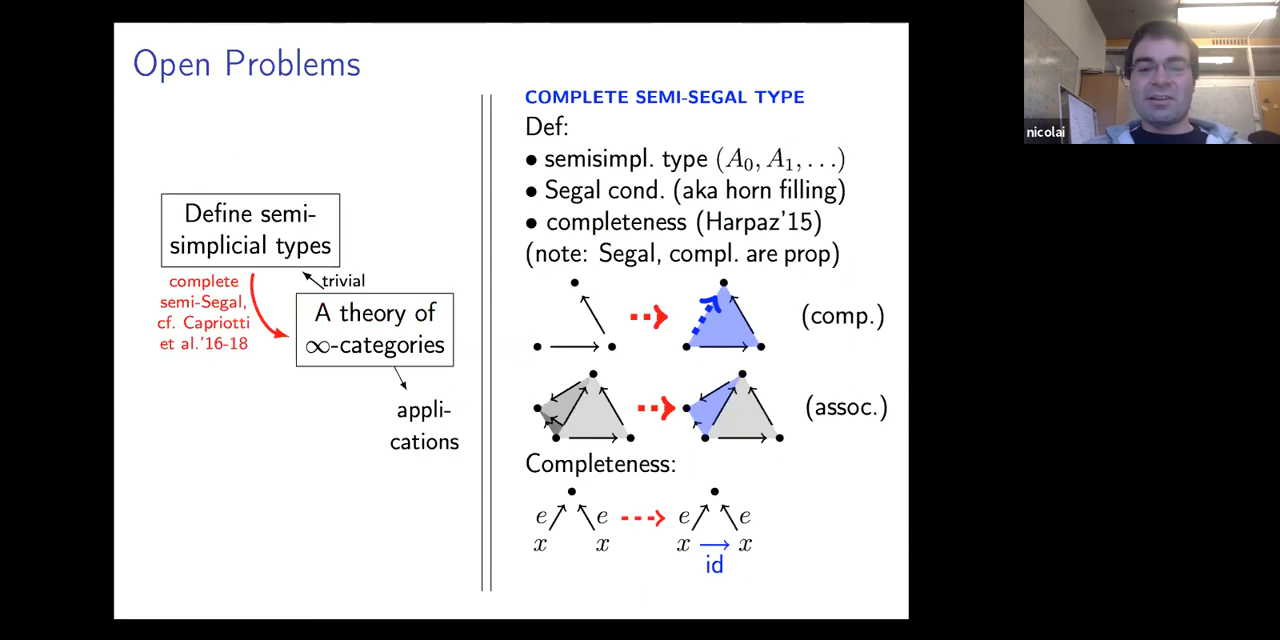 Open Problems
Define semi-
simplicial types
complete
semi-Segal,
cf. Capriotti
et al.'16-18
trivial
A theory of
∞-categories
appli-
cations
COMPLETE SEMI-SEGAL TYPE
Def:
• semisimpl. type (A₀, A₁, . . .)
• Segal cond. (aka horn filling)
• completeness (Harpaz'15)
(note: Segal, compl. are prop)
(comp.)
(assoc.)
Completeness:
e e e e
x x x x
id
nicolai